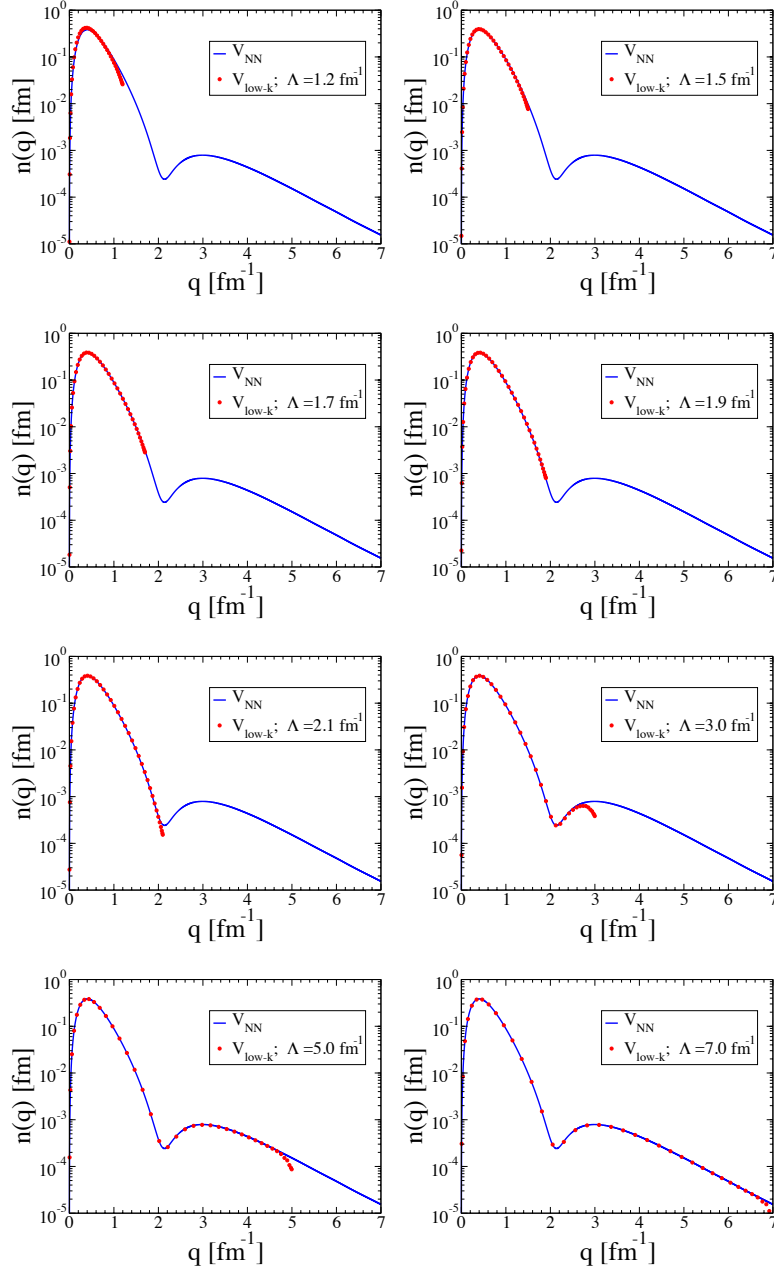 10^0
10^-1
10^-2
10^-3
10^-4
10^-5
n(q) [fm]
V_NN
V_low-k; Λ=1.2 fm^-1
0 1 2 3 4 5 6 7
q [fm^-1]
10^0
10^-1
10^-2
10^-3
10^-4
10^-5
n(q) [fm]
V_NN
V_low-k; Λ=1.5 fm^-1
0 1 2 3 4 5 6 7
q [fm^-1]
10^0
10^-1
10^-2
10^-3
10^-4
10^-5
n(q) [fm]
V_NN
V_low-k; Λ=1.7 fm^-1
0 1 2 3 4 5 6 7
q [fm^-1]
10^0
10^-1
10^-2
10^-3
10^-4
10^-5
n(q) [fm]
V_NN
V_low-k; Λ=1.9 fm^-1
0 1 2 3 4 5 6 7
q [fm^-1]
10^0
10^-1
10^-2
10^-3
10^-4
10^-5
n(q) [fm]
V_NN
V_low-k; Λ=2.1 fm^-1
0 1 2 3 4 5 6 7
q [fm^-1]
10^0
10^-1
10^-2
10^-3
10^-4
10^-5
n(q) [fm]
V_NN
V_low-k; Λ=3.0 fm^-1
0 1 2 3 4 5 6 7
q [fm^-1]
10^0
10^-1
10^-2
10^-3
10^-4
10^-5
n(q) [fm]
V_NN
V_low-k; Λ=5.0 fm^-1
0 1 2 3 4 5 6 7
q [fm^-1]
10^0
10^-1
10^-2
10^-3
10^-4
10^-5
n(q) [fm]
V_NN
V_low-k; Λ=7.0 fm^-1
0 1 2 3 4 5 6 7
q [fm^-1]